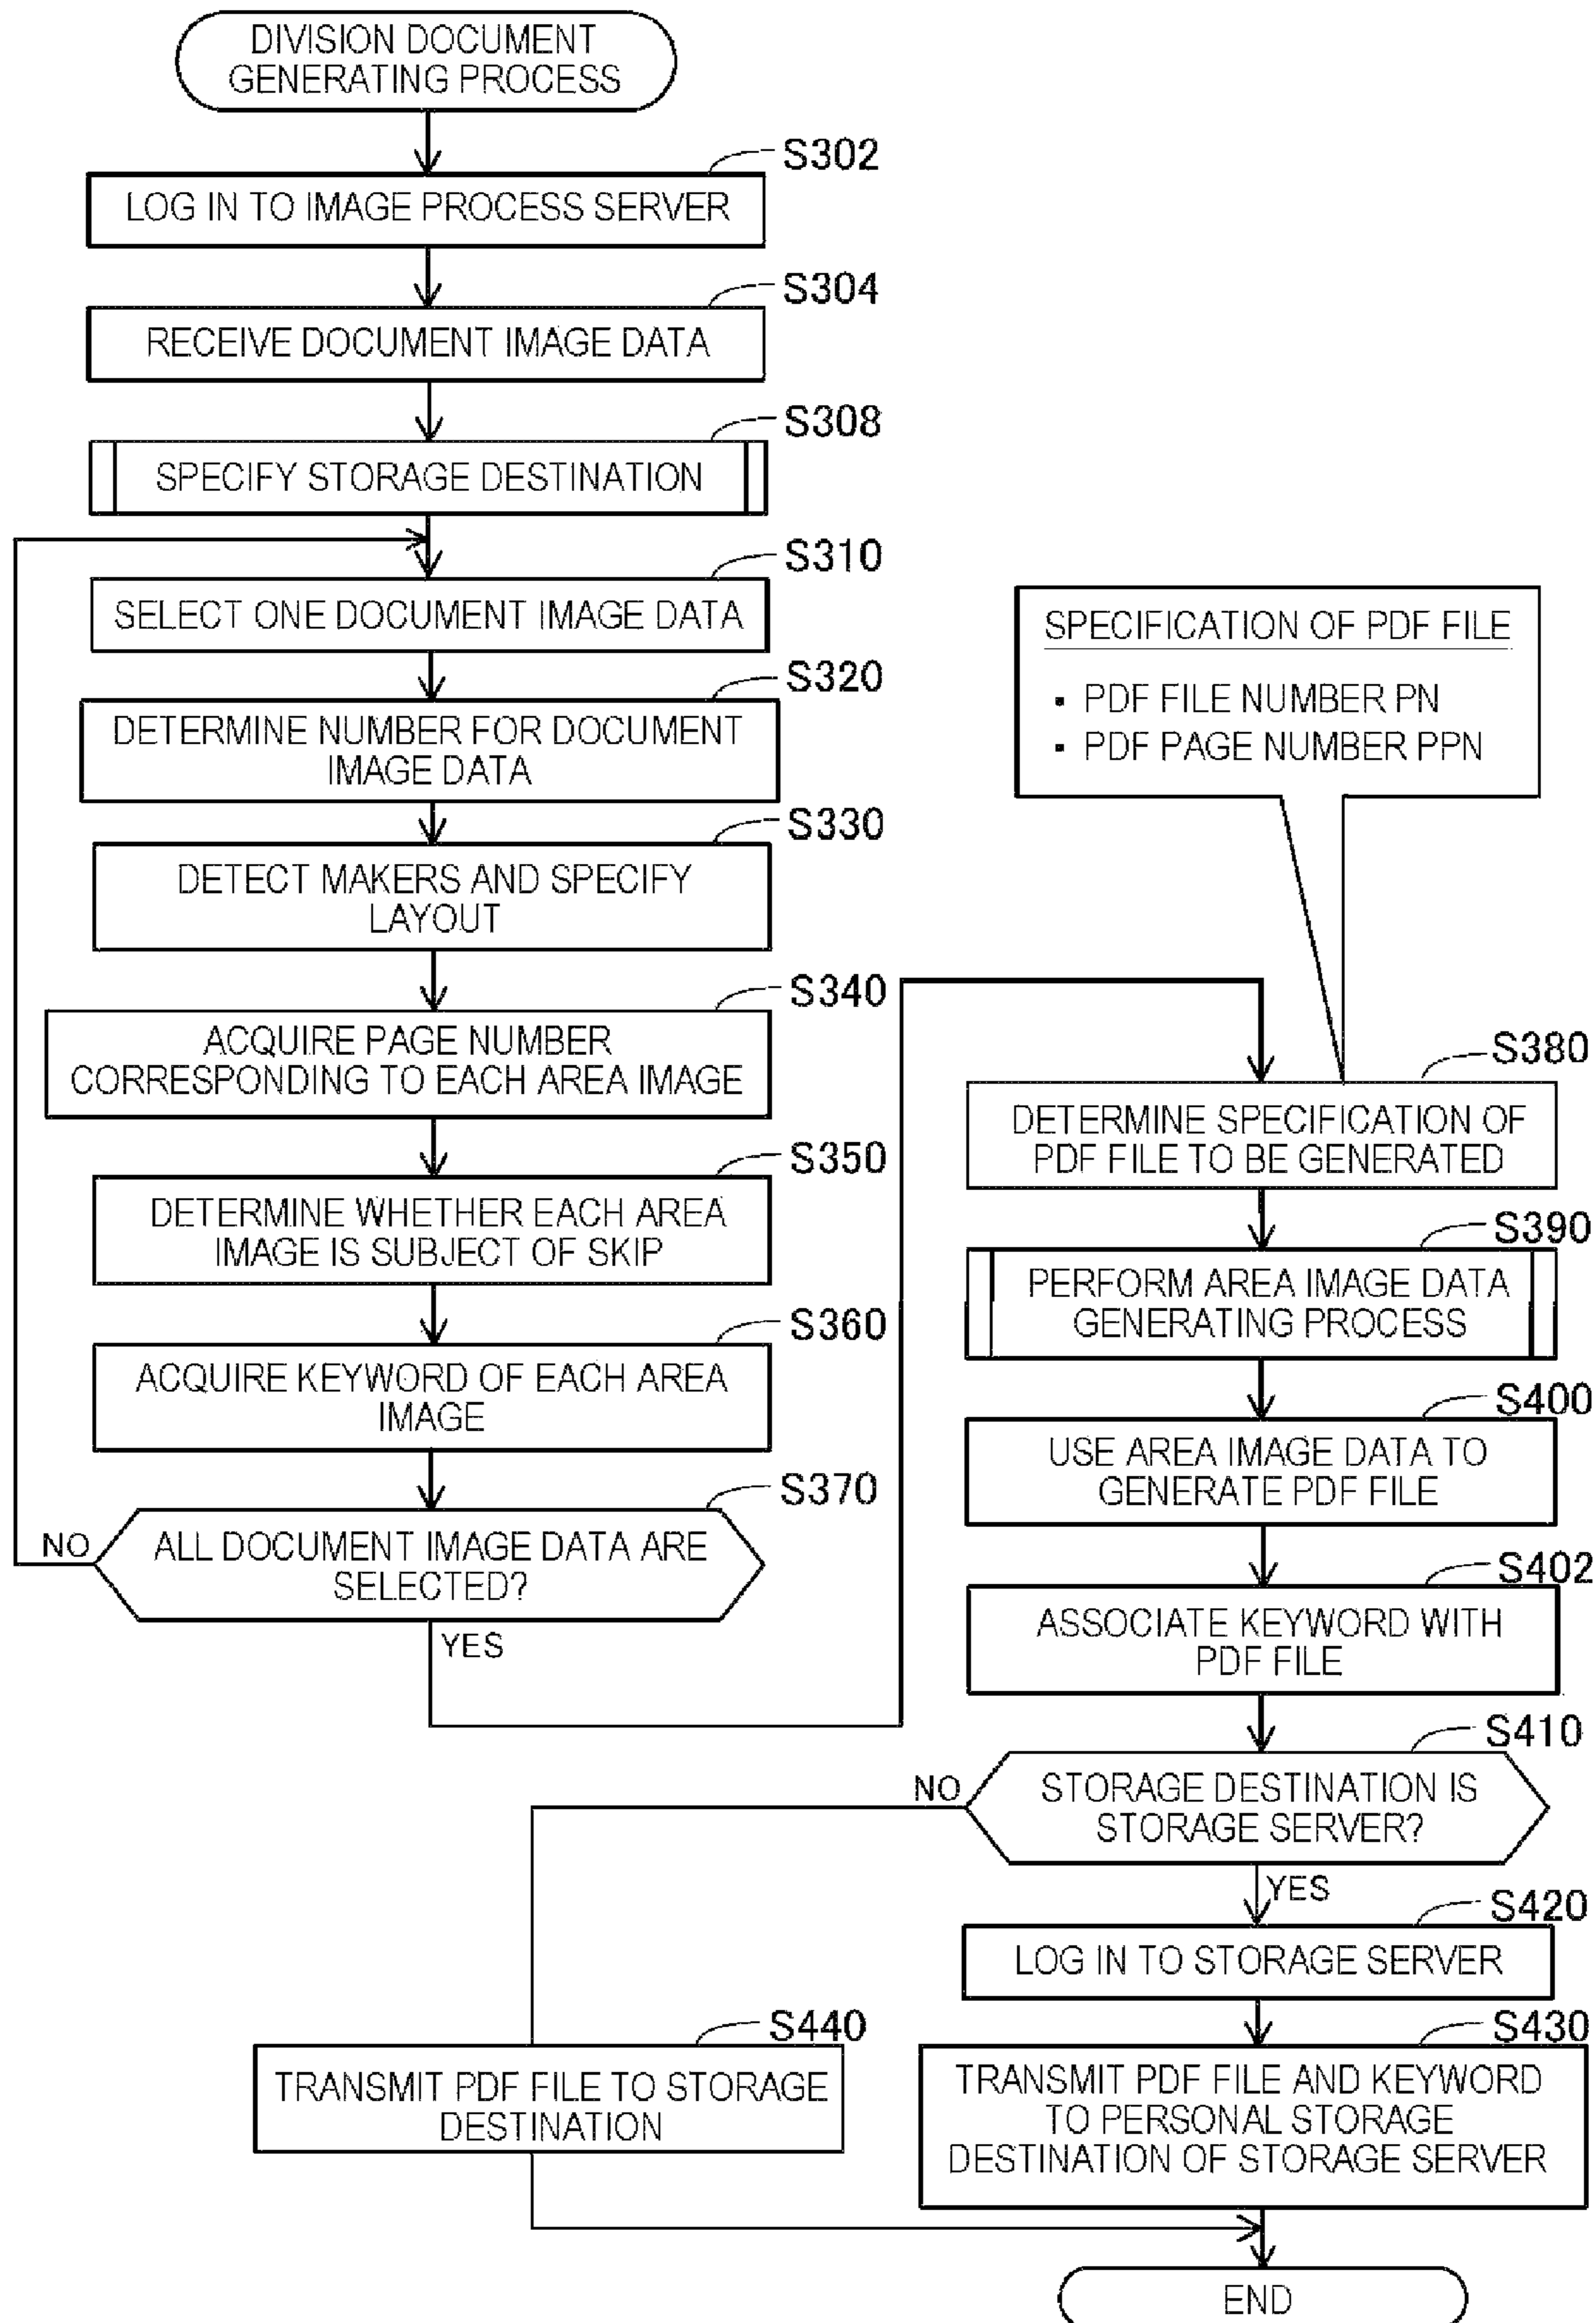 DIVISION DOCUMENT
GENERATING PROCESS
S302
LOG IN TO IMAGE PROCESS SERVER
S304
RECEIVE DOCUMENT IMAGE DATA
S308
SPECIFY STORAGE DESTINATION
S310
SELECT ONE DOCUMENT IMAGE DATA
S320
DETERMINE NUMBER FOR DOCUMENT
IMAGE DATA
S330
DETECT MAKERS AND SPECIFY
LAYOUT
S340
ACQUIRE PAGE NUMBER
CORRESPONDING TO EACH AREA IMAGE
S350
DETERMINE WHETHER EACH AREA
IMAGE IS SUBJECT OF SKIP
S360
ACQUIRE KEYWORD OF EACH AREA
IMAGE
S370
ALL DOCUMENT IMAGE DATA ARE
SELECTED?
NO
YES
SPECIFICATION OF PDF FILE
▪ PDF FILE NUMBER PN
▪ PDF PAGE NUMBER PPN
S380
DETERMINE SPECIFICATION OF
PDF FILE TO BE GENERATED
S390
PERFORM AREA IMAGE DATA
GENERATING PROCESS
S400
USE AREA IMAGE DATA TO
GENERATE PDF FILE
S402
ASSOCIATE KEYWORD WITH
PDF FILE
S410
STORAGE DESTINATION IS
STORAGE SERVER?
NO
YES
S420
LOG IN TO STORAGE SERVER
S430
TRANSMIT PDF FILE AND KEYWORD
TO PERSONAL STORAGE
DESTINATION OF STORAGE SERVER
S440
TRANSMIT PDF FILE TO STORAGE
DESTINATION
END